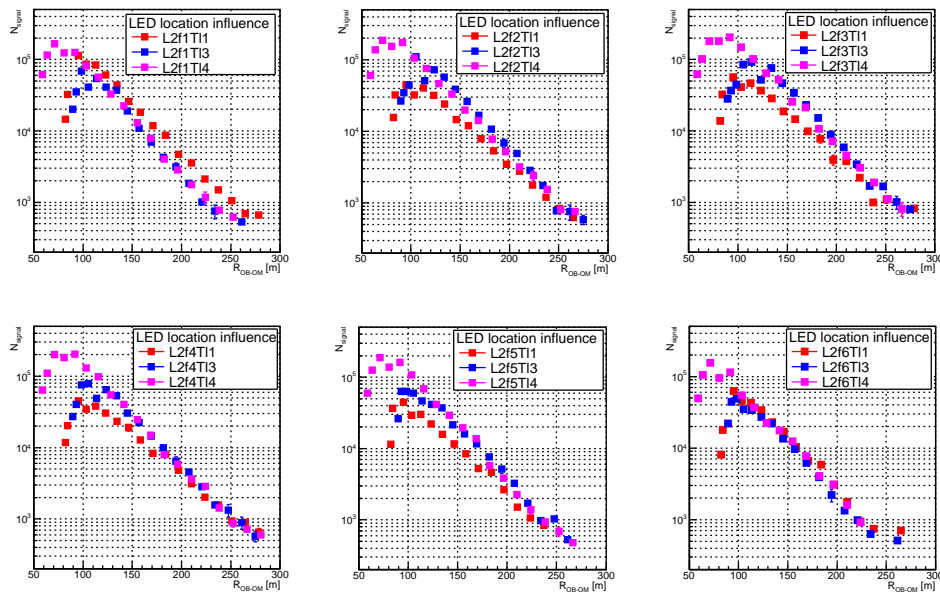 N_signal
LED location influence
L2f1Tl1
L2f1Tl3
L2f1Tl4
10^5
10^4
10^3
50 100 150 200 250 300
R_OB-OM [m]
N_signal
LED location influence
L2f2Tl1
L2f2Tl3
L2f2Tl4
10^5
10^4
10^3
50 100 150 200 250 300
R_OB-OM [m]
N_signal
LED location influence
L2f3Tl1
L2f3Tl3
L2f3Tl4
10^5
10^4
10^3
50 100 150 200 250 300
R_OB-OM [m]
N_signal
LED location influence
L2f4Tl1
L2f4Tl3
L2f4Tl4
10^5
10^4
10^3
50 100 150 200 250 300
R_OB-OM [m]
N_signal
LED location influence
L2f5Tl1
L2f5Tl3
L2f5Tl4
10^5
10^4
10^3
50 100 150 200 250 300
R_OB-OM [m]
N_signal
LED location influence
L2f6Tl1
L2f6Tl3
L2f6Tl4
10^5
10^4
10^3
50 100 150 200 250 300
R_OB-OM [m]